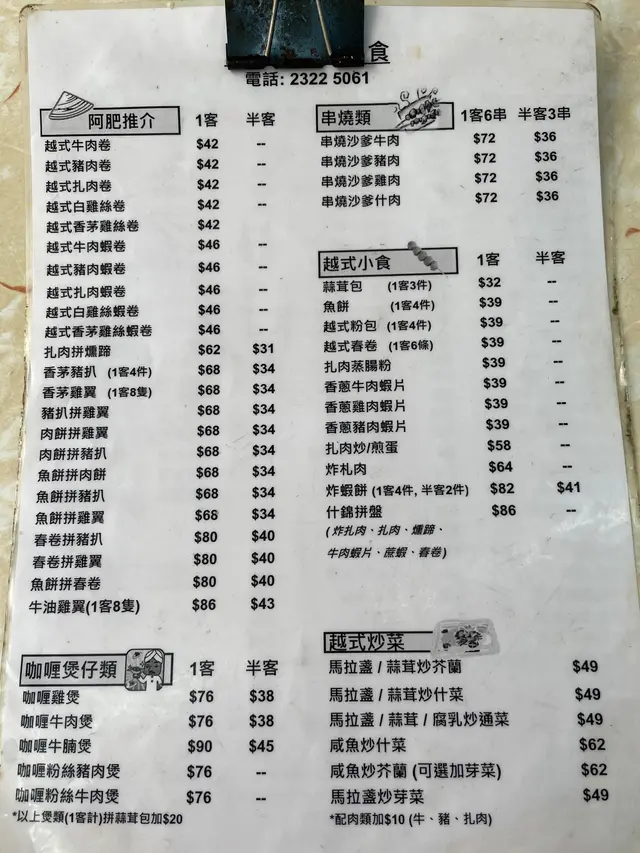 食
電話: 2322 5061
阿肥推介 1客 半客
越式牛肉卷 $42 --
越式豬肉卷 $42 --
越式扎肉卷 $42 --
越式白雞絲卷 $42 --
越式香茅雞絲卷 $42
越式牛肉蝦卷 $46 --
越式豬肉蝦卷 $46 --
越式扎肉蝦卷 $46 --
越式白雞絲蝦卷 $46 --
越式香茅雞絲蝦卷 $46 --
扎肉拼燻蹄 $62 $31
香茅豬扒 (1客4件) $68 $34
香茅雞翼 (1客8隻) $68 $34
豬扒拼雞翼 $68 $34
肉餅拼雞翼 $68 $34
肉餅拼豬扒 $68 $34
魚餅拼肉餅 $68 $34
魚餅拼豬扒 $68 $34
魚餅拼雞翼 $68 $34
春卷拼豬扒 $80 $40
春卷拼雞翼 $80 $40
魚餅拼春卷 $80 $40
牛油雞翼(1客8隻) $86 $43
咖喱煲仔類 1客 半客
咖喱雞煲 $76 $38
咖喱牛肉煲 $76 $38
咖喱牛腩煲 $90 $45
咖喱粉絲豬肉煲 $76 --
咖喱粉絲牛肉煲 $76 --
*以上煲類(1客計)拼蒜茸包加$20
串燒類 1客6串 半客3串
串燒沙爹牛肉 $72 $36
串燒沙爹豬肉 $72 $36
串燒沙爹雞肉 $72 $36
串燒沙爹什肉 $72 $36
越式小食 1客 半客
蒜茸包 (1客3件) $32 --
魚餅 (1客4件) $39 --
越式粉包 (1客4件) $39 --
越式春卷 (1客6條) $39 --
扎肉蒸腸粉 $39 --
香蔥牛肉蝦片 $39 --
香蔥雞肉蝦片 $39 --
香蔥豬肉蝦片 $39 --
扎肉炒/煎蛋 $58 --
炸札肉 $64 --
炸蝦餅 (1客4件, 半客2件) $82 $41
什錦拼盤 $86 --
(炸扎肉、扎肉、燻蹄、
牛肉蝦片、蔗蝦、春卷)
越式炒菜
馬拉盞 / 蒜茸炒芥蘭 $49
馬拉盞 / 蒜茸炒什菜 $49
馬拉盞 / 蒜茸 / 腐乳炒通菜 $49
咸魚炒什菜 $62
咸魚炒芥蘭 (可選加芽菜) $62
馬拉盞炒芽菜 $49
*配肉類加$10 (牛、豬、扎肉)